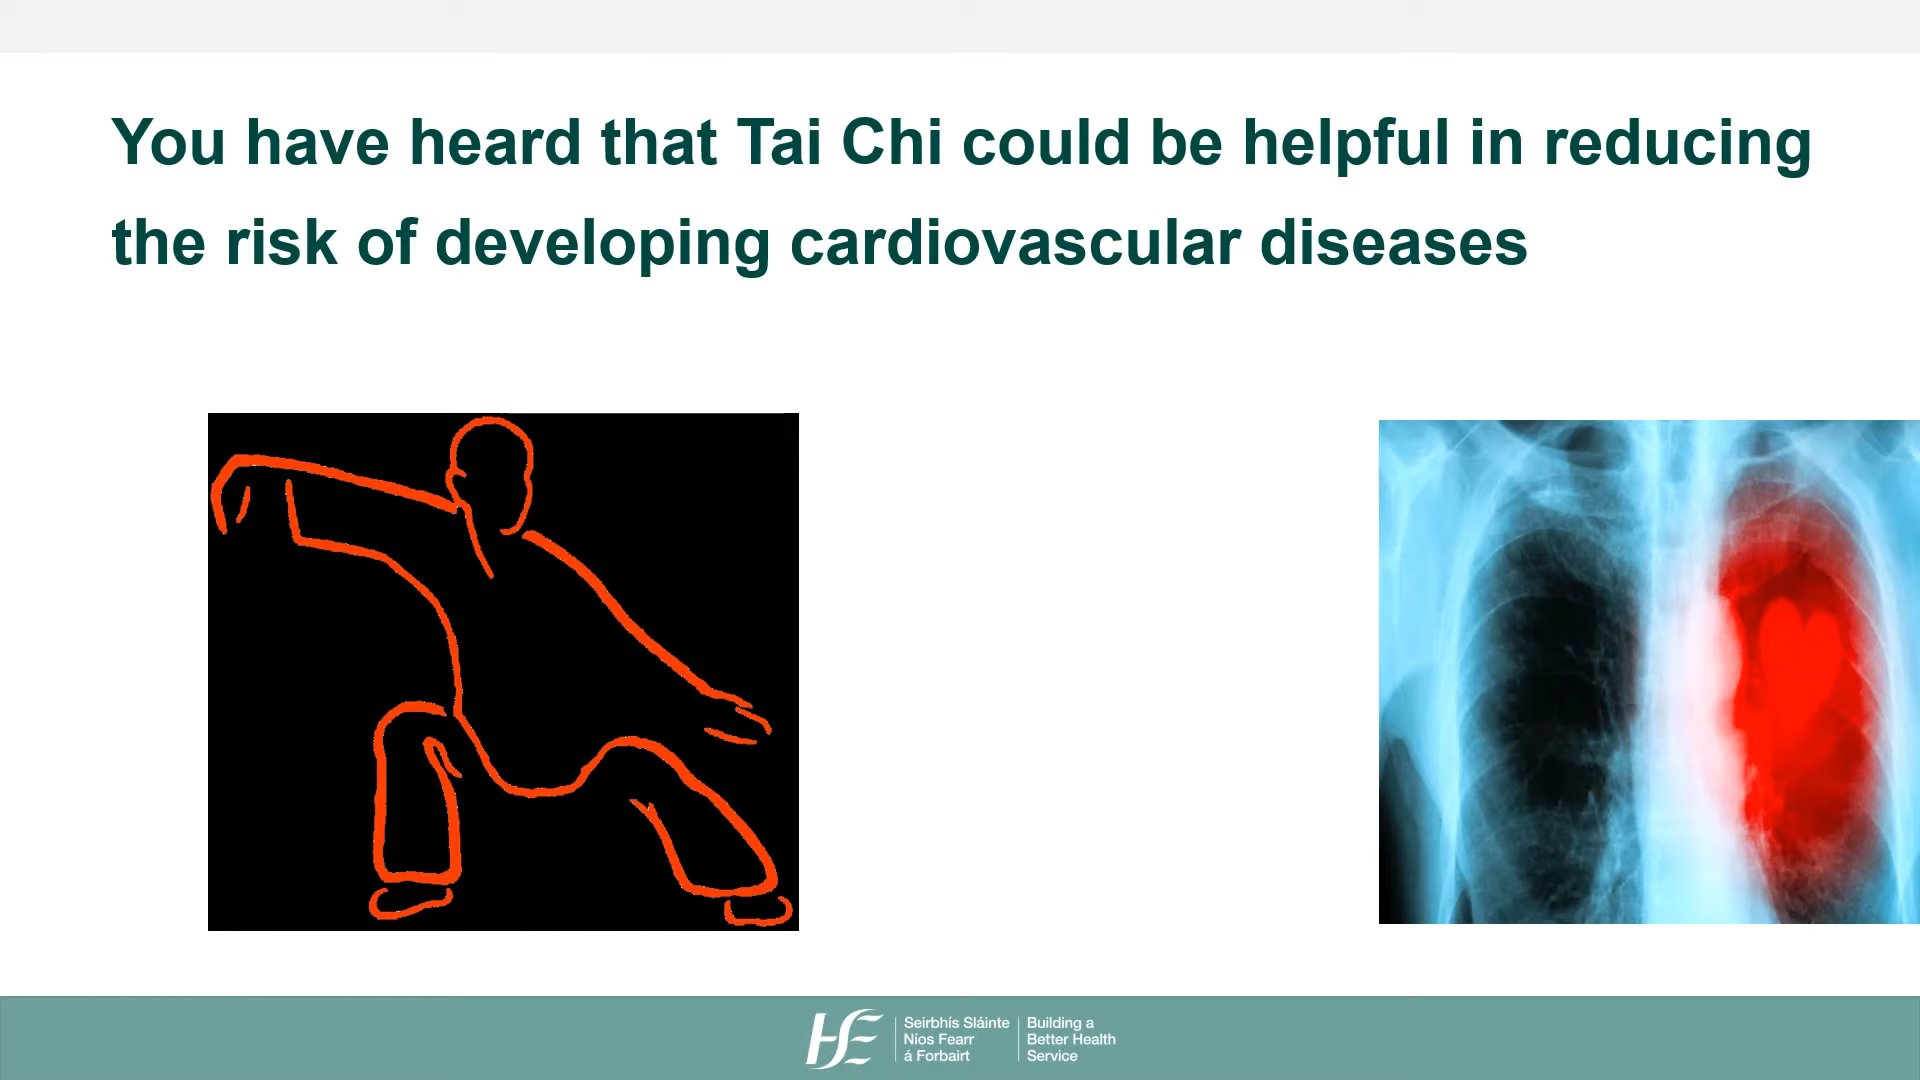 You have heard that Tai Chi could be helpful in reducing
the risk of developing cardiovascular diseases
HSE
Seirbhís Sláinte
Níos Fearr
á Forbairt
Building a
Better Health
Service